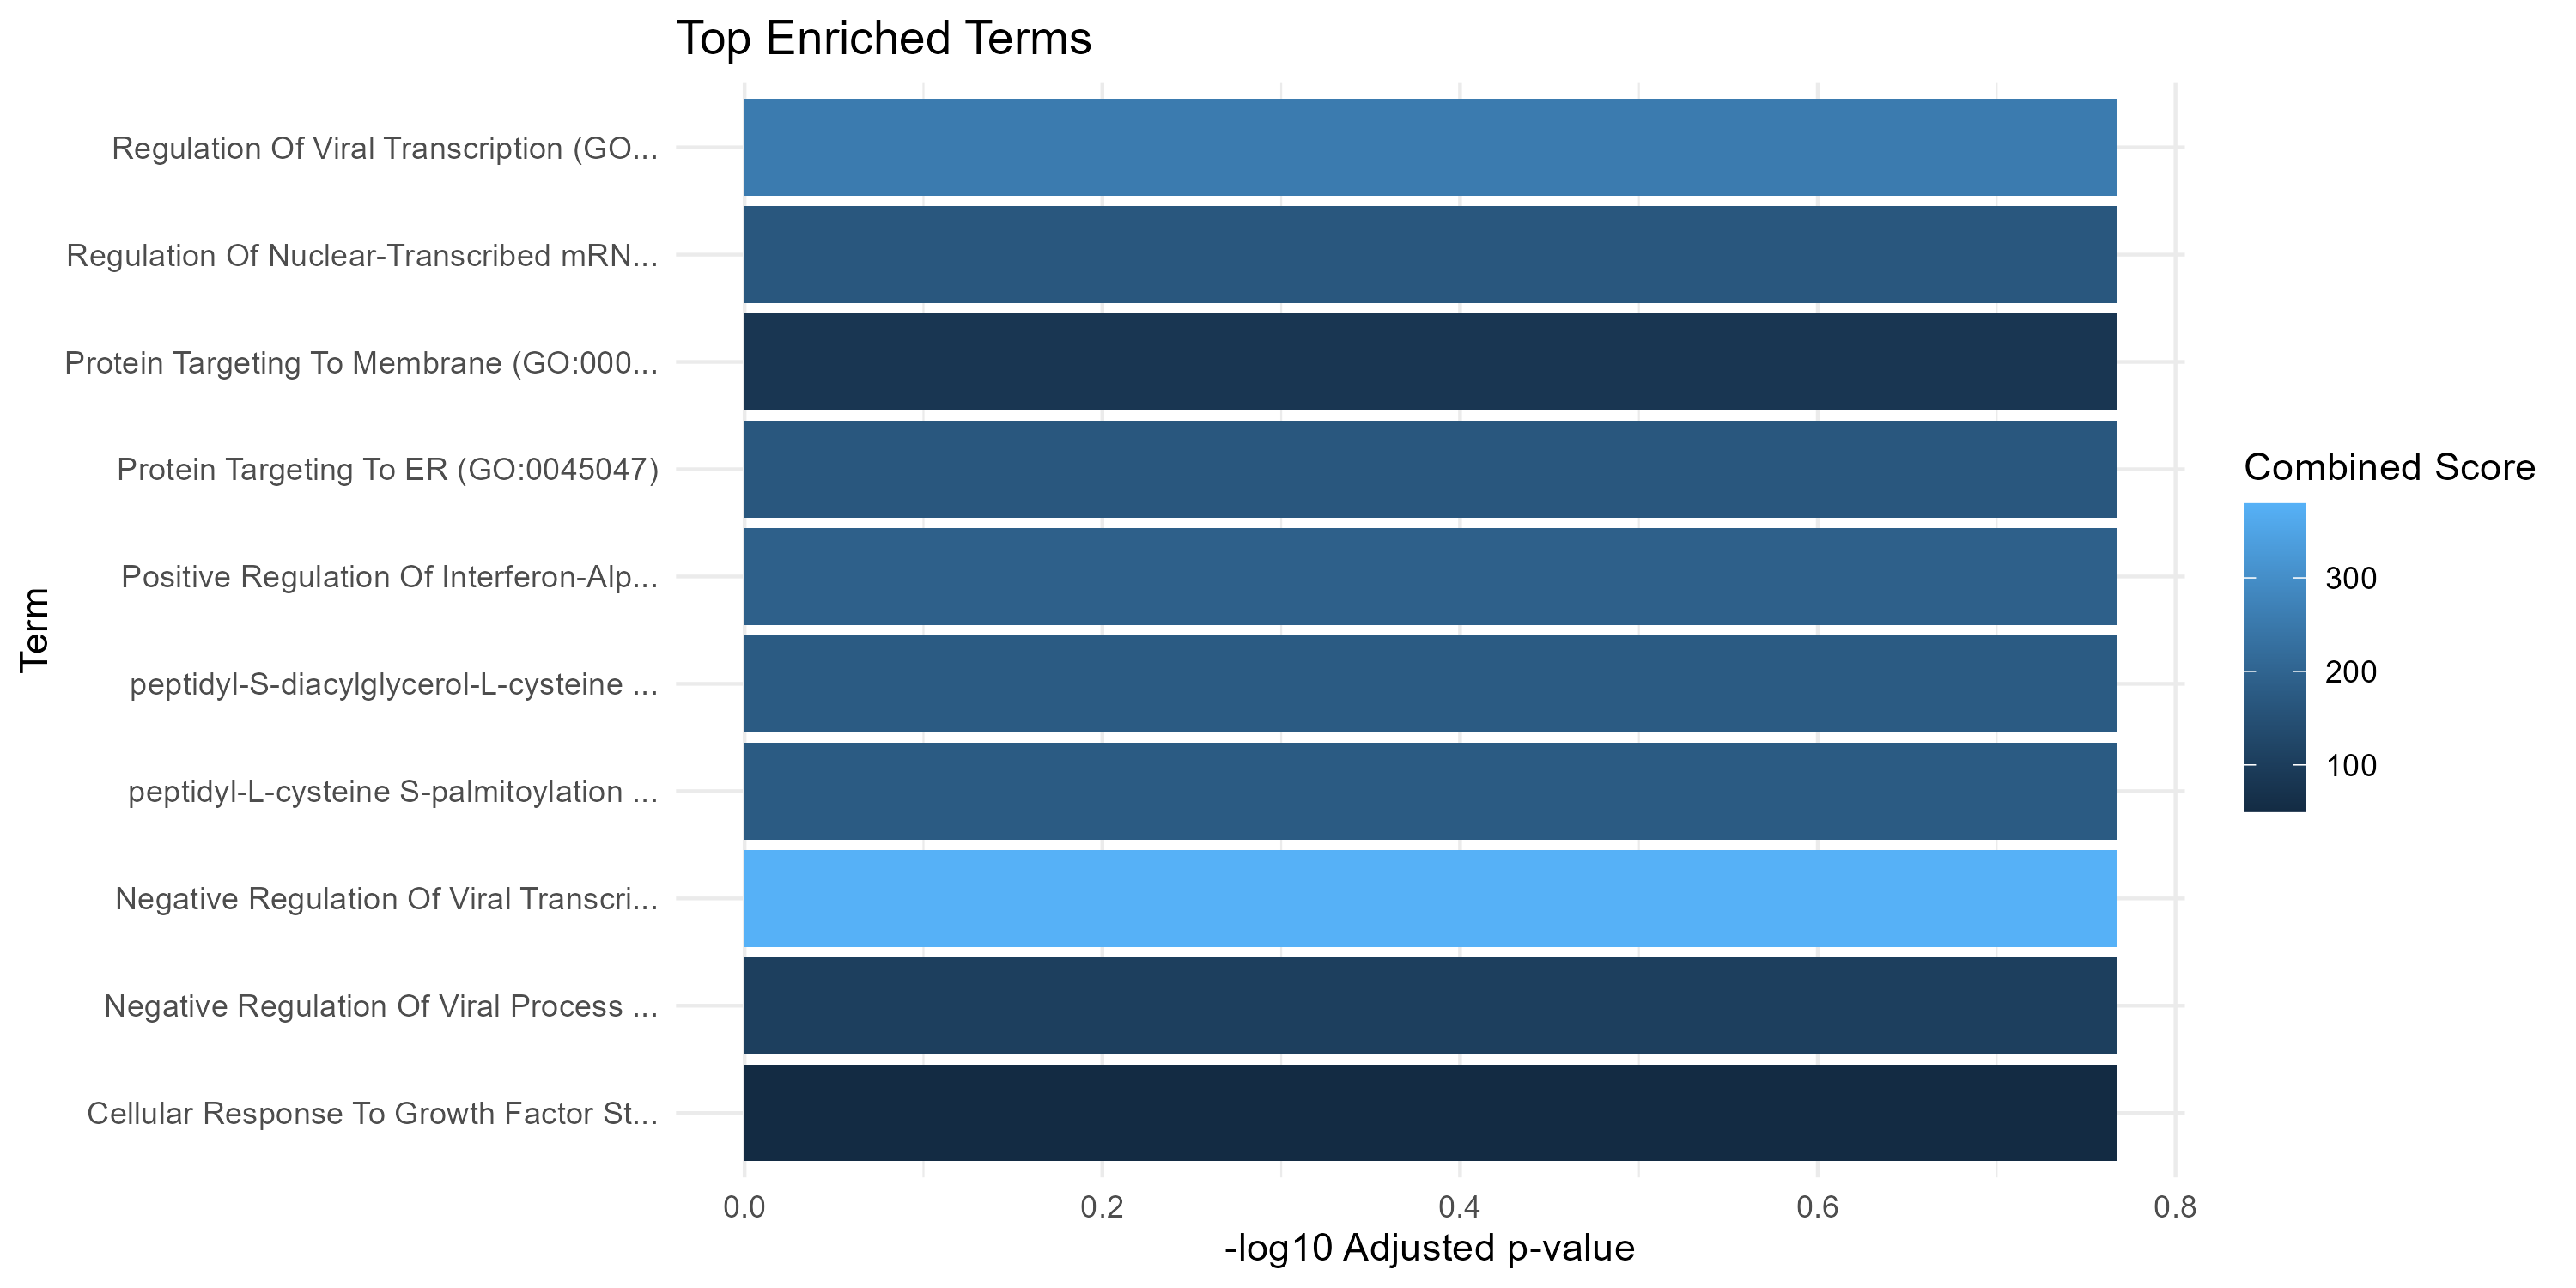 Top Enriched Terms
Term
Regulation Of Viral Transcription (GO...
Regulation Of Nuclear-Transcribed mRN...
Protein Targeting To Membrane (GO:000...
Protein Targeting To ER (GO:0045047)
Positive Regulation Of Interferon-Alp...
peptidyl-S-diacylglycerol-L-cysteine ...
peptidyl-L-cysteine S-palmitoylation ...
Negative Regulation Of Viral Transcri...
Negative Regulation Of Viral Process ...
Cellular Response To Growth Factor St...
0.0 0.2 0.4 0.6 0.8
-log10 Adjusted p-value
Combined Score
300
200
100